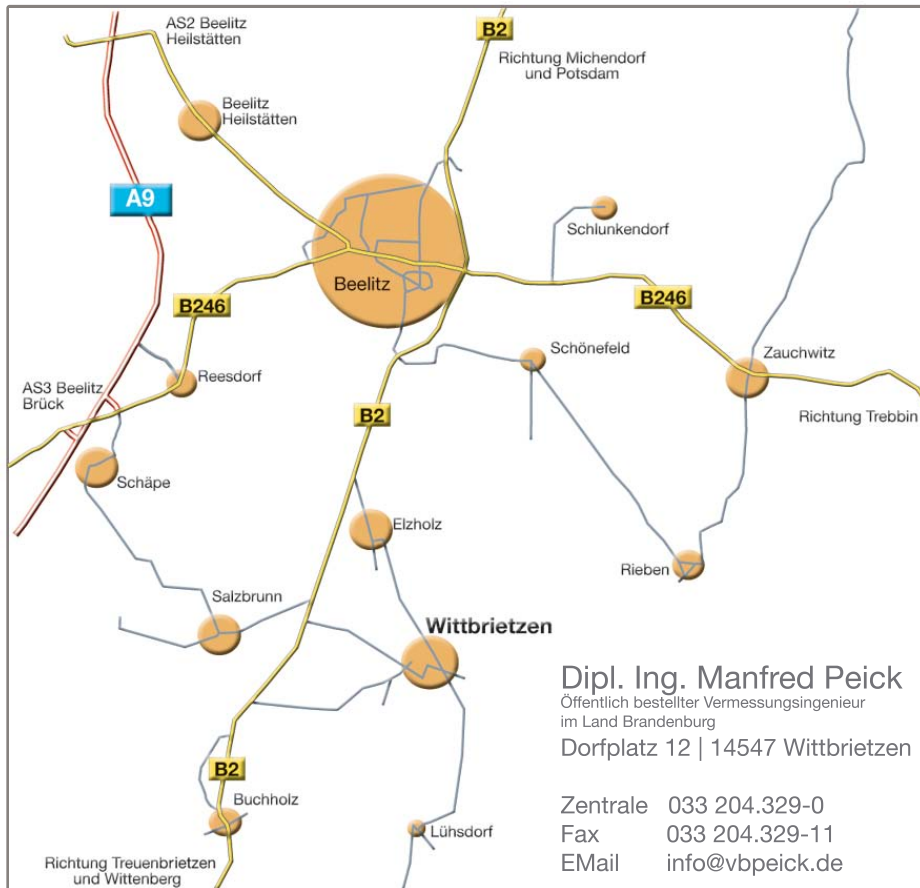 AS2 Beelitz
Heilstätten
B2
Richtung Michendorf
und Potsdam
Beelitz
Heilstätten
A9
Schlunkendorf
Beelitz
B246
B246
Schönefeld
Zauchwitz
AS3 Beelitz
Brück
Reesdorf
B2
Richtung Trebbin
Schäpe
Elzholz
Rieben
Salzbrunn
Wittbrietzen
Dipl. Ing. Manfred Peick
Öffentlich bestellter Vermessungsingenieur
im Land Brandenburg
Dorfplatz 12 | 14547 Wittbrietzen
B2
Buchholz
Lühsdorf
Zentrale 033 204.329-0
Fax 033 204.329-11
EMail info@vbpeick.de
Richtung Treuenbrietzen
und Wittenberg